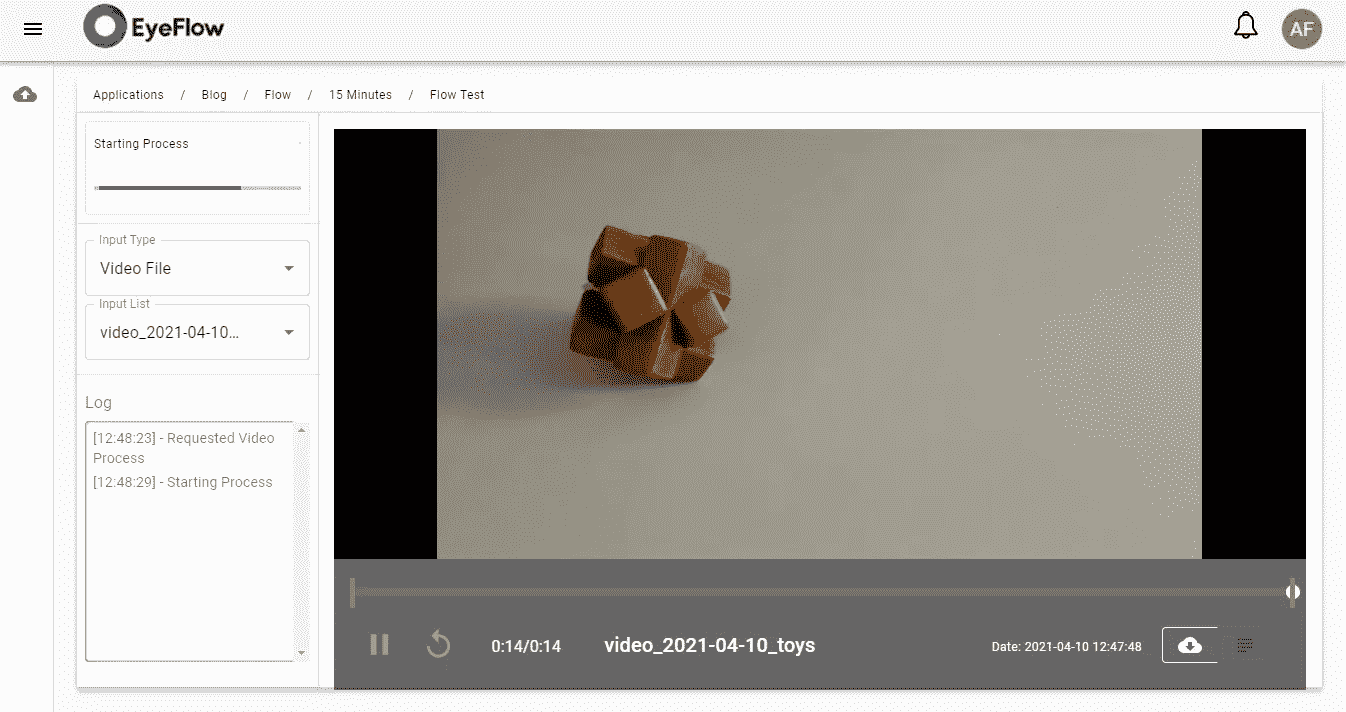 EyeFlow
AF
Applications / Blog / Flow / 15 Minutes / Flow Test
Starting Process
Input Type
Video File
Input List
video_2021-04-10...
Log
[12:48:23] - Requested Video
Process
[12:48:29] - Starting Process
0:14/0:14
video_2021-04-10_toys
Date: 2021-04-10 12:47:48